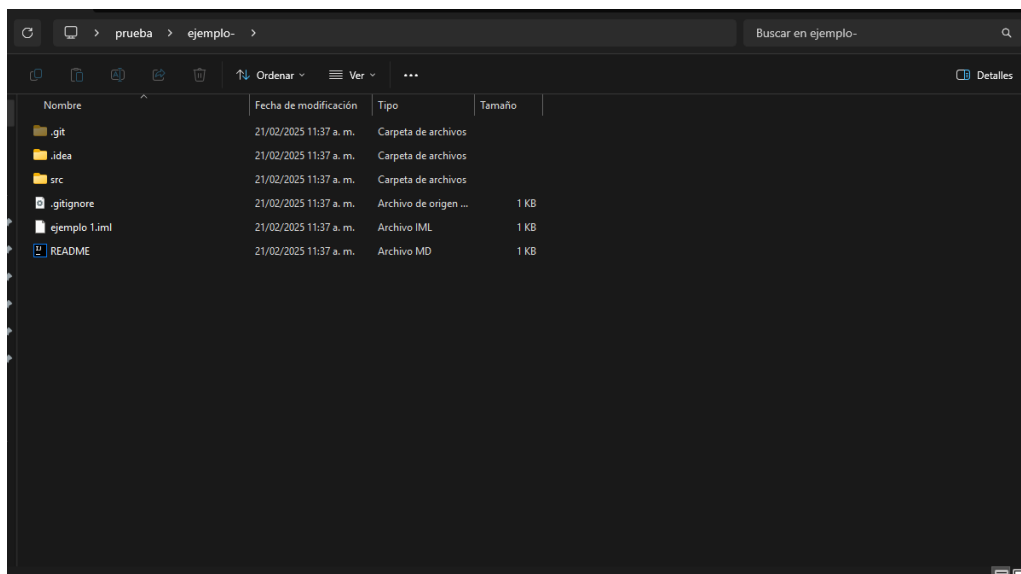 prueba > ejemplo- >
Buscar en ejemplo-
Ordenar Ver ... Detalles
Nombre Fecha de modificación Tipo Tamaño
.git 21/02/2025 11:37 a. m. Carpeta de archivos
.idea 21/02/2025 11:37 a. m. Carpeta de archivos
src 21/02/2025 11:37 a. m. Carpeta de archivos
.gitignore 21/02/2025 11:37 a. m. Archivo de origen ... 1 KB
ejemplo 1.iml 21/02/2025 11:37 a. m. Archivo IML 1 KB
README 21/02/2025 11:37 a. m. Archivo MD 1 KB